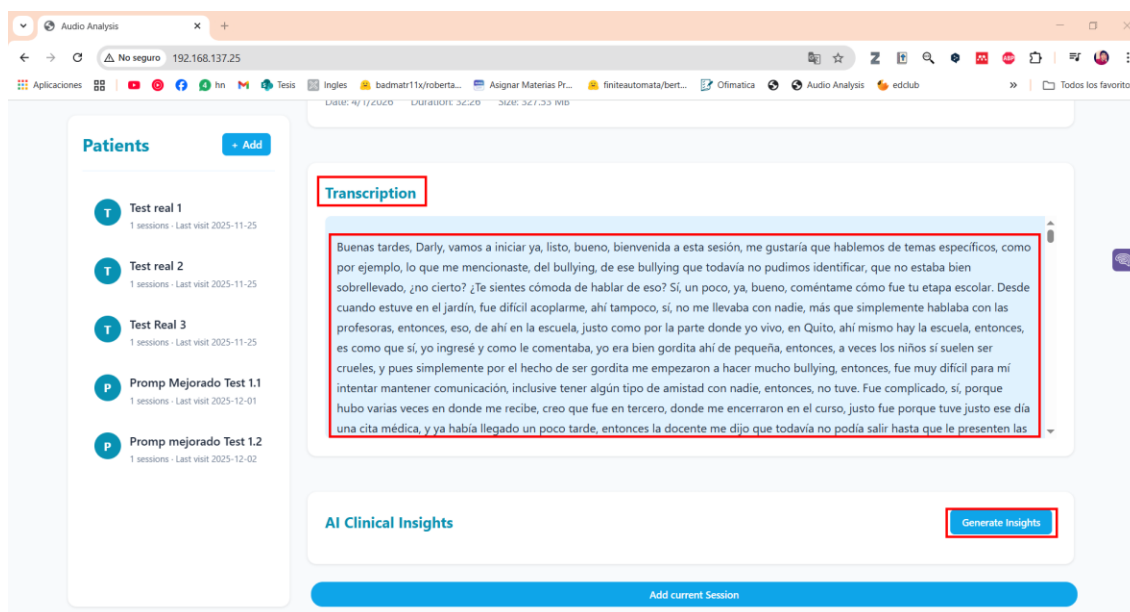 Audio Analysis
No seguro 192.168.137.25
Aplicaciones
hn
Tesis
Ingles
badmatr11x/roberta...
Asignar Materias Pr...
finiteautomata/bert...
Ofimatica
Audio Analysis
edclub
Todos los favorito
Date: 4/1/2026 Duration: 32:26 Size: 327.53 MB
Patients
+ Add
T
Test real 1
1 sessions · Last visit 2025-11-25
T
Test real 2
1 sessions · Last visit 2025-11-25
T
Test Real 3
1 sessions · Last visit 2025-11-25
P
Promp Mejorado Test 1.1
1 sessions · Last visit 2025-12-01
P
Promp mejorado Test 1.2
1 sessions · Last visit 2025-12-02
Transcription
Buenas tardes, Darly, vamos a iniciar ya, listo, bueno, bienvenida a esta sesión, me gustaría que hablemos de temas específicos, como
por ejemplo, lo que me mencionaste, del bullying, de ese bullying que todavía no pudimos identificar, que no estaba bien
sobrellevado, ¿no cierto? ¿Te sientes cómoda de hablar de eso? Sí, un poco, ya, bueno, coméntame cómo fue tu etapa escolar. Desde
cuando estuve en el jardín, fue difícil acoplarme, ahí tampoco, sí, no me llevaba con nadie, más que simplemente hablaba con las
profesoras, entonces, eso, de ahí en la escuela, justo como por la parte donde yo vivo, en Quito, ahí mismo hay la escuela, entonces,
es como que sí, yo ingresé y como le comentaba, yo era bien gordita ahí de pequeña, entonces, a veces los niños sí suelen ser
crueles, y pues simplemente por el hecho de ser gordita me empezaron a hacer mucho bullying, entonces, fue muy difícil para mí
intentar mantener comunicación, inclusive tener algún tipo de amistad con nadie, entonces, no tuve. Fue complicado, sí, porque
hubo varias veces en donde me recibe, creo que fue en tercero, donde me encerraron en el curso, justo fue porque tuve justo ese día
una cita médica, y ya había llegado un poco tarde, entonces la docente me dijo que todavía no podía salir hasta que le presenten las
AI Clinical Insights
Generate Insights
Add current Session